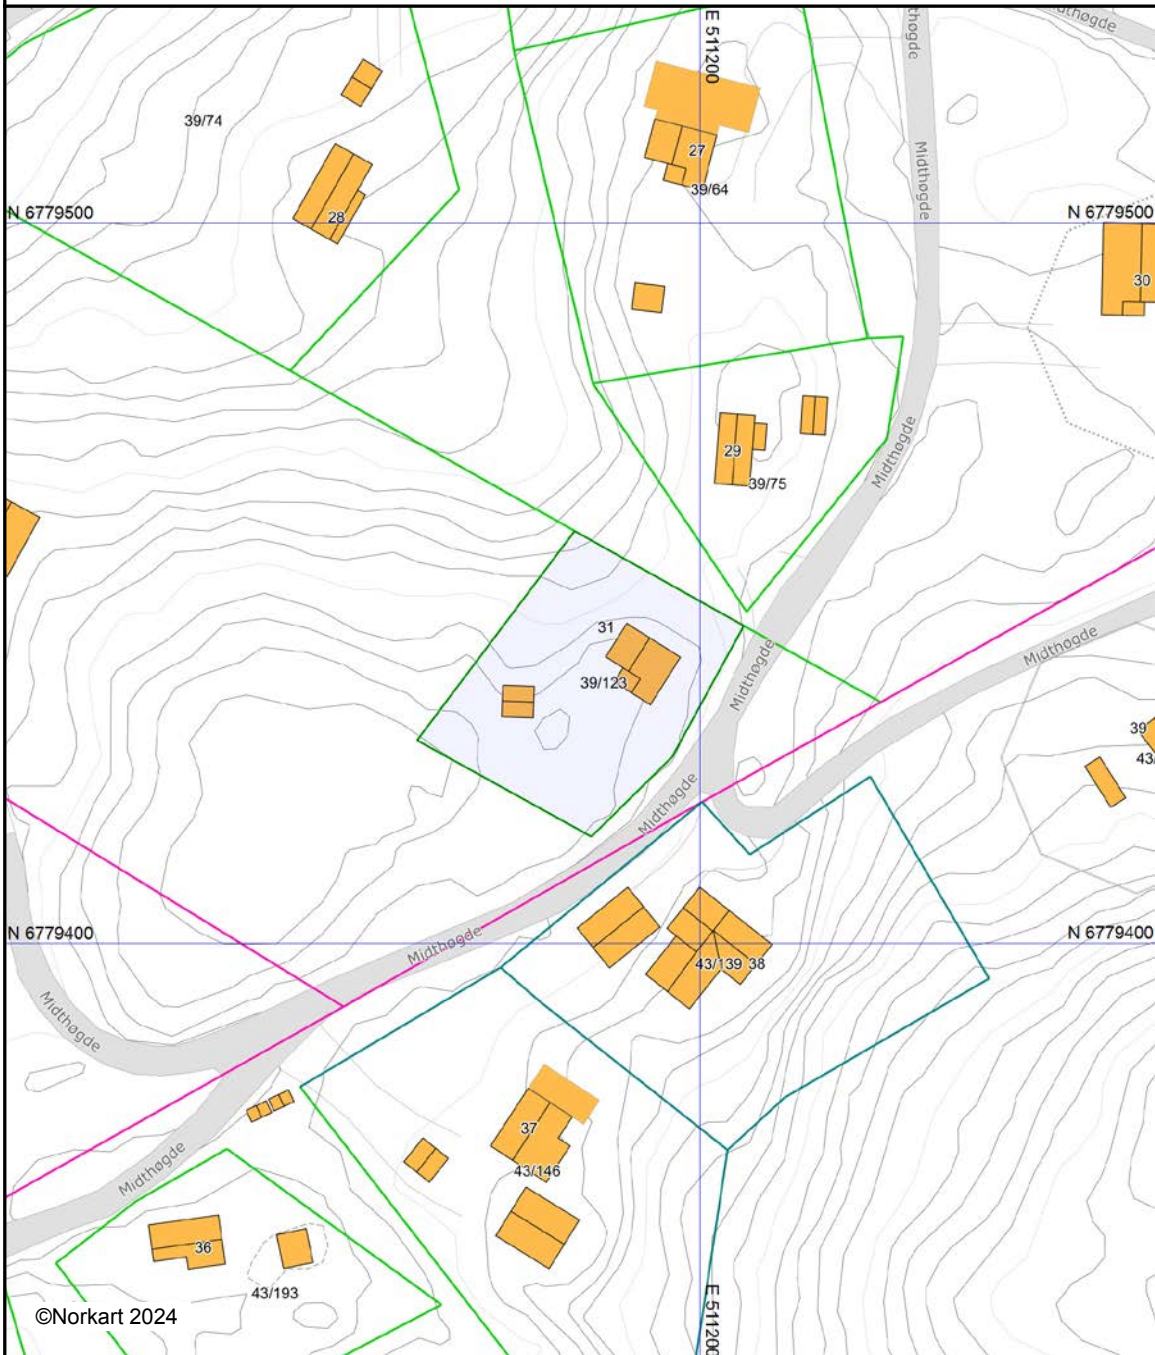 thøgde
thøgde
E 511200
39/74
27
Midthøgde
39/64
N 6779500
28
N 6779500
30
29
Midthøgde
39/75
31
Midthøgde
39/123
Midthøgde
39
43/
Midthøgde
N 6779400
Midthøgde
N 6779400
43/139 38
Midthøgde
37
Midthøgde
43/146
36
43/193
E 511200
©Norkart 2024